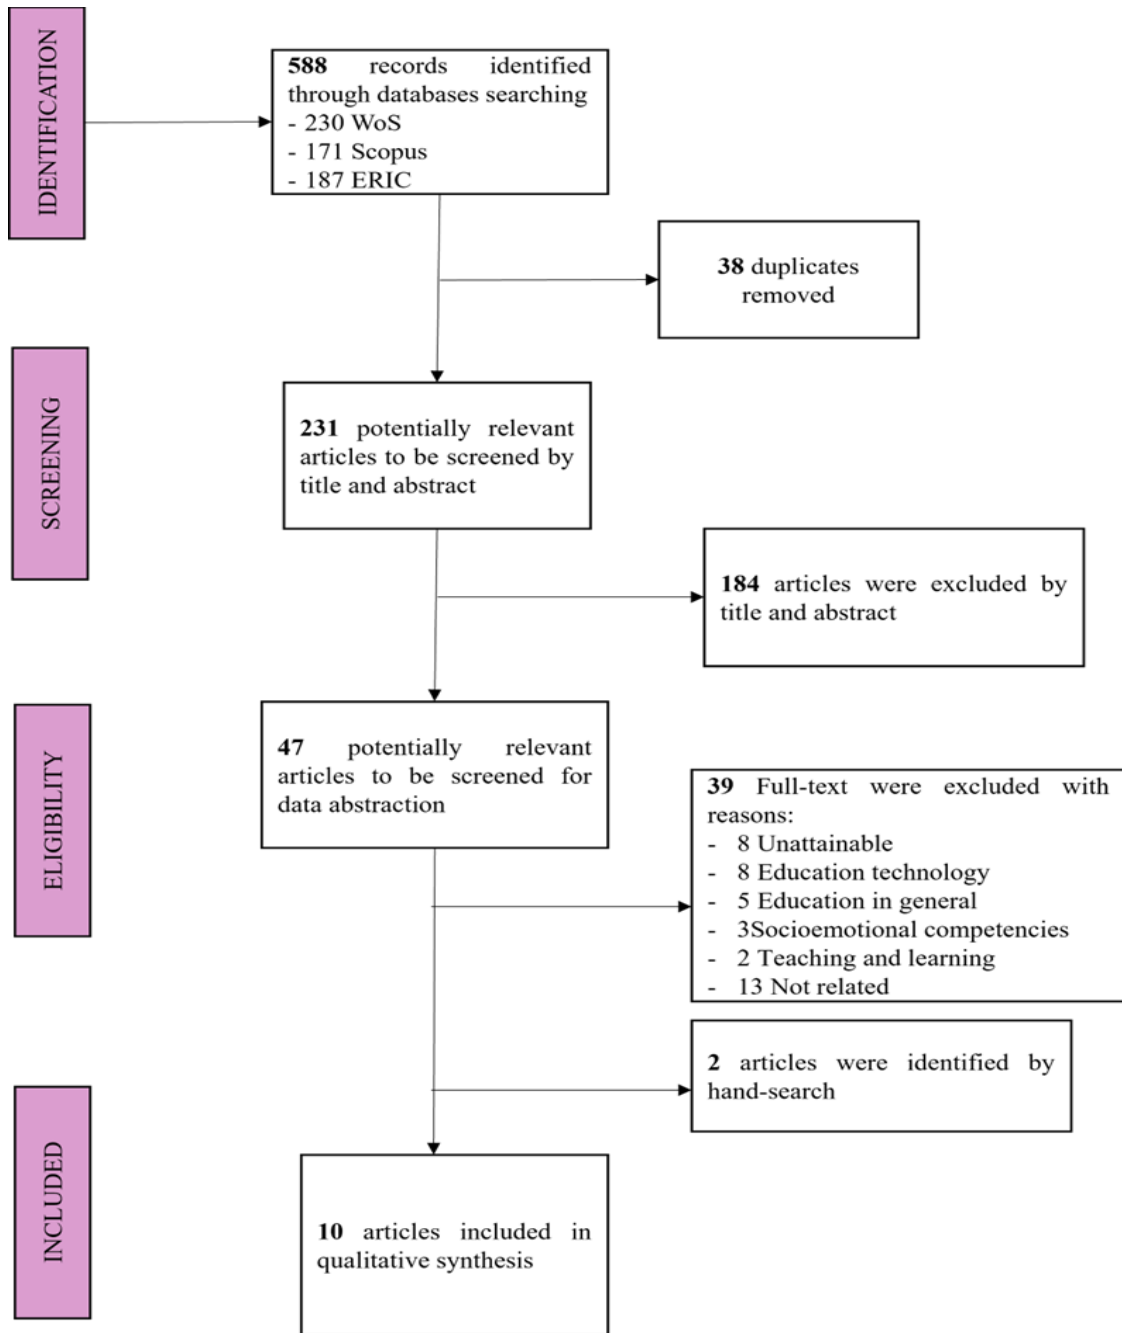 IDENTIFICATION
588 records identified
through databases searching
- 230 WoS
- 171 Scopus
- 187 ERIC
38 duplicates
removed
SCREENING
231 potentially relevant
articles to be screened by
title and abstract
184 articles were excluded by
title and abstract
ELIGIBILITY
47 potentially relevant
articles to be screened for
data abstraction
39 Full-text were excluded with
reasons:
- 8 Unattainable
- 8 Education technology
- 5 Education in general
- 3Socioemotional competencies
- 2 Teaching and learning
- 13 Not related
2 articles were identified by
hand-search
INCLUDED
10 articles included in
qualitative synthesis